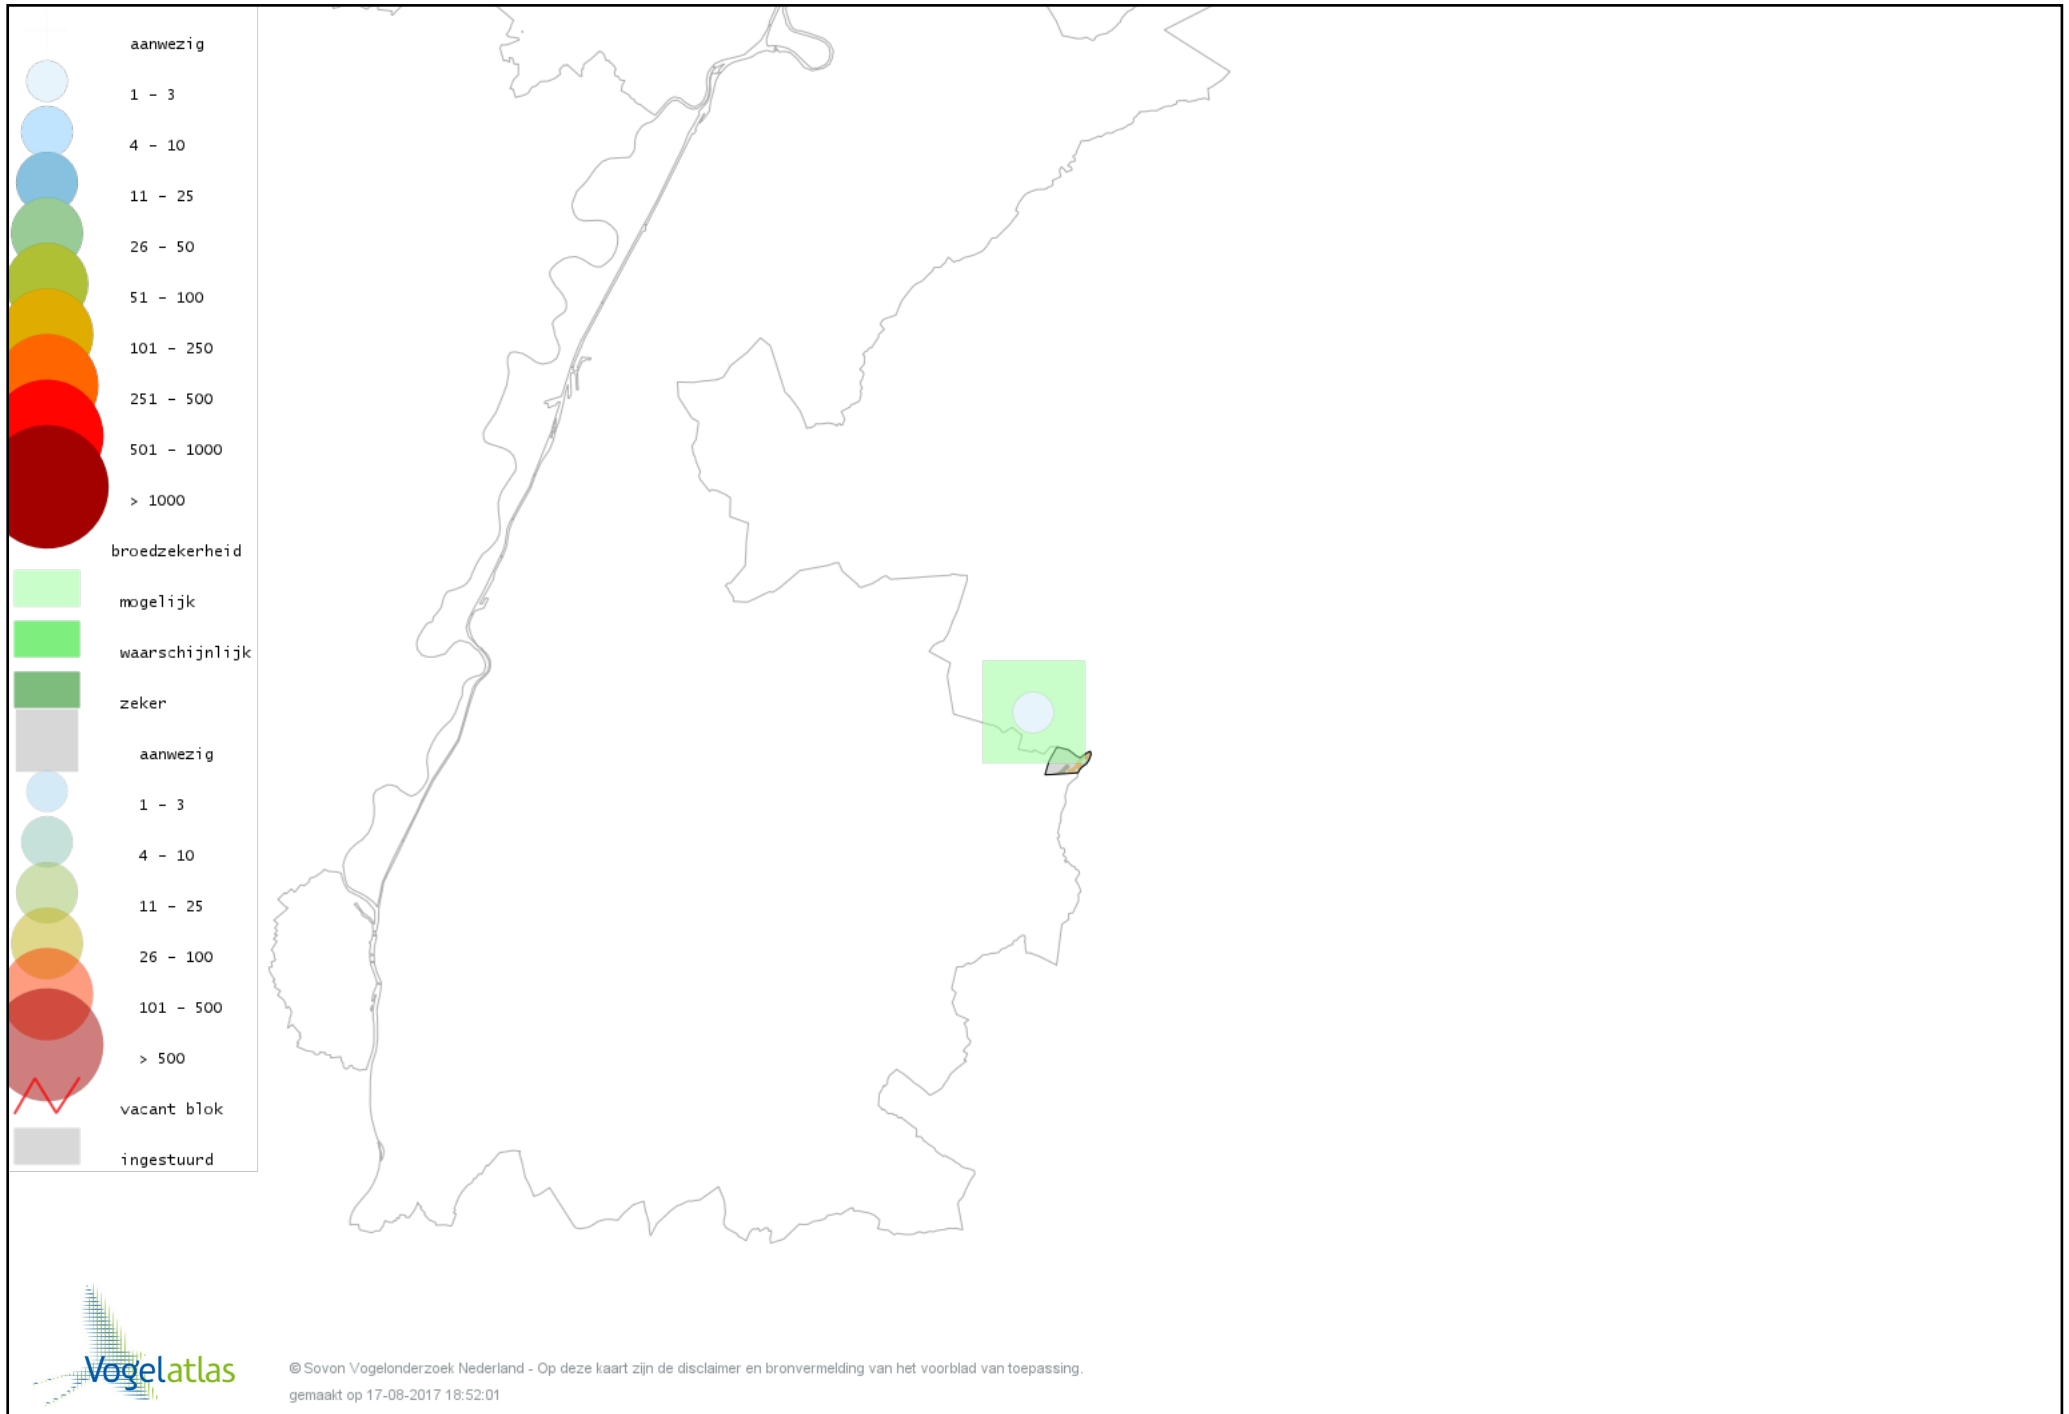 aanwezig
1 - 3
4 - 10
11 - 25
26 - 50
51 - 100
101 - 250
251 - 500
501 - 1000
> 1000
broedzekerheid
mogelijk
waarschijnlijk
zeker
aanwezig
1 - 3
4 - 10
11 - 25
26 - 100
101 - 500
> 500
vacant blok
ingestuurd
Vogelatlas
© Sovon Vogelonderzoek Nederland - Op deze kaart zijn de disclaimer en bronvermelding van het voorblad van toepassing.
gemaakt op 17-08-2017 18:52:01